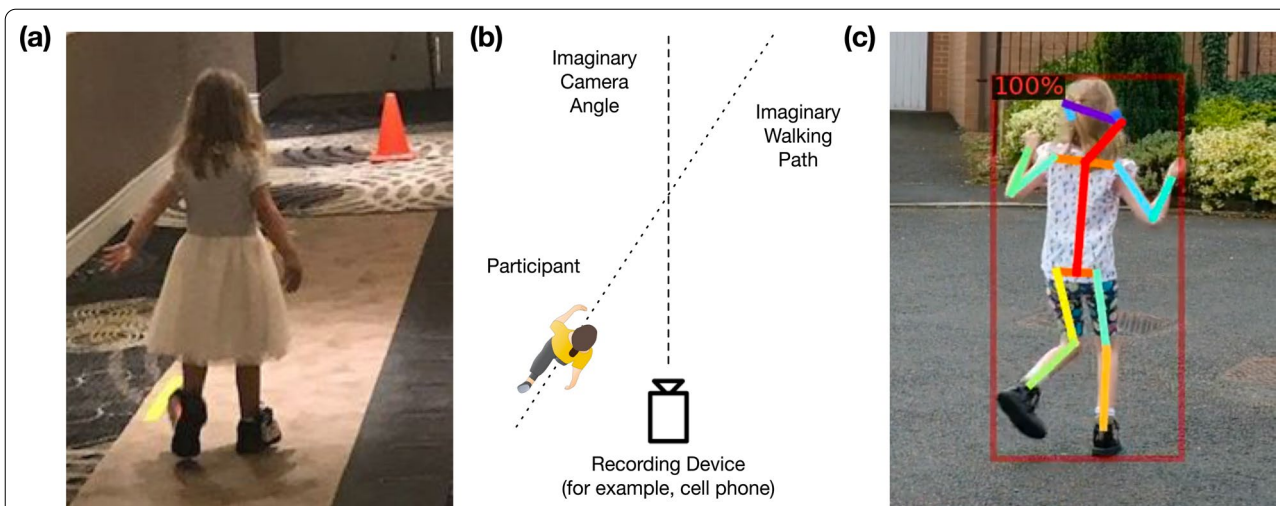 (a)
(b)
Imaginary
Camera
Angle
Imaginary
Walking
Path
Participant
Recording Device
(for example, cell phone)
(c)
100%